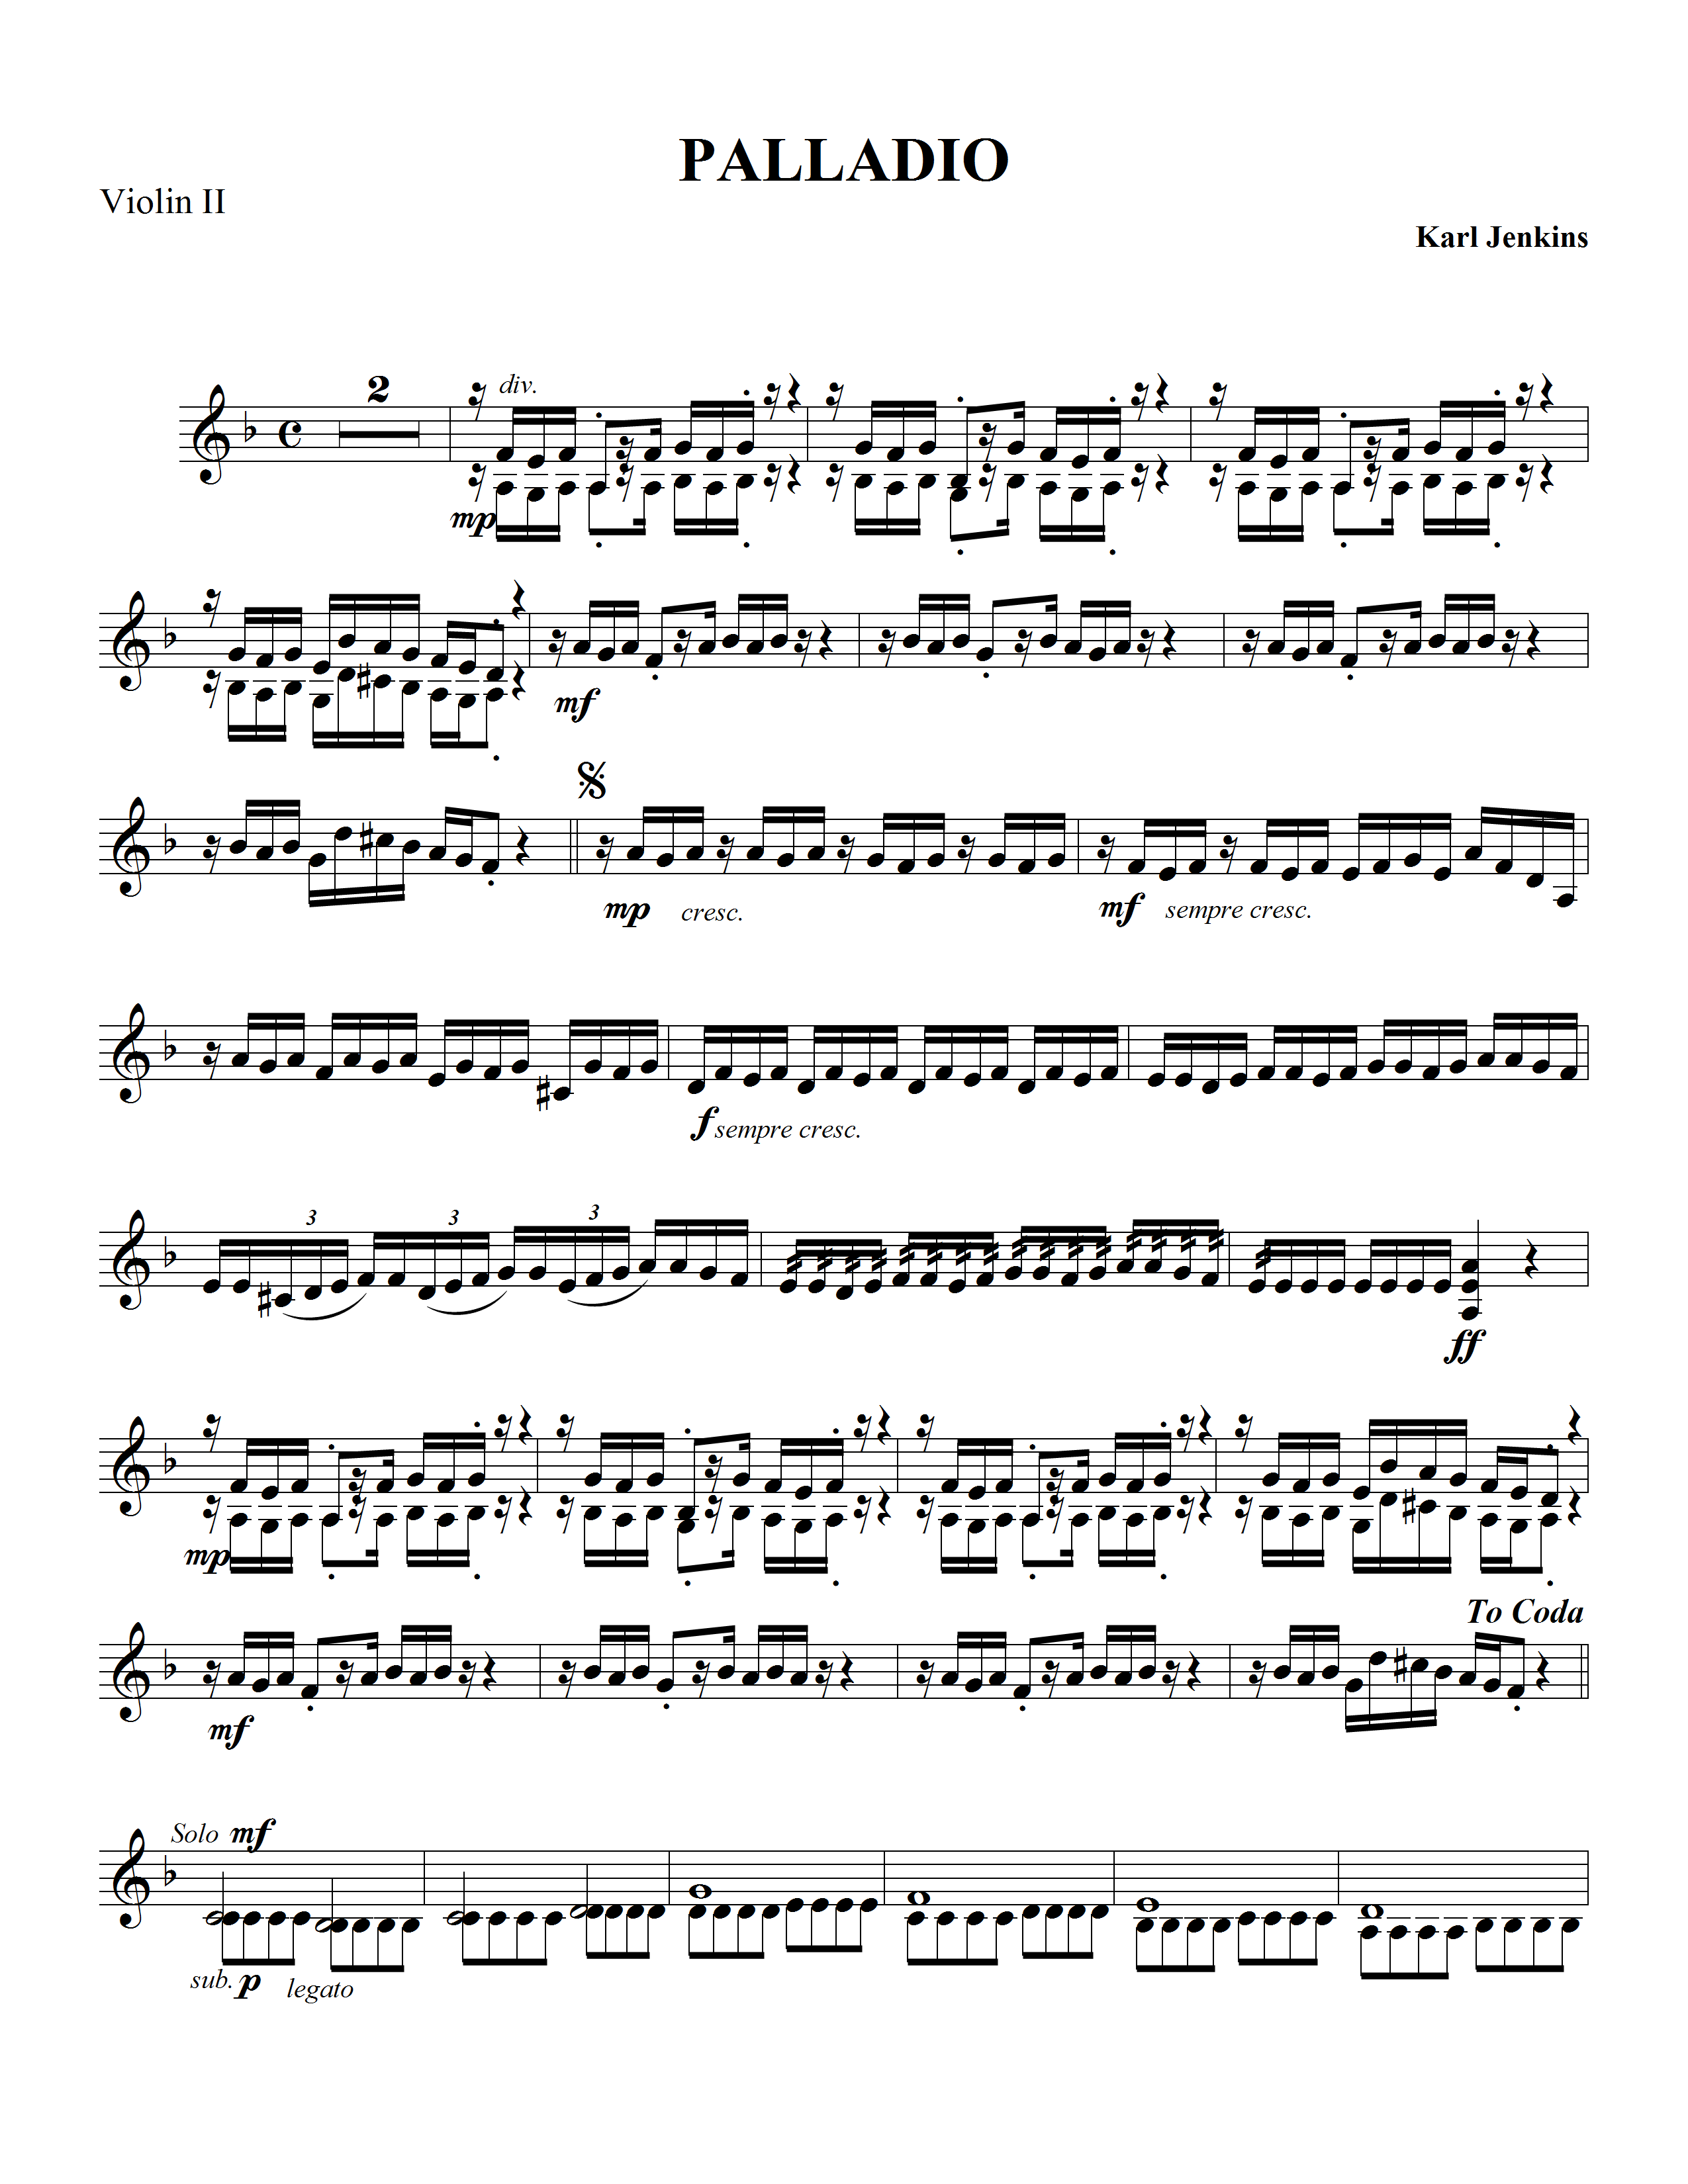 PALLADIO
Violin II
Karl Jenkins
2
div.
mp
mf
mp cresc. mf sempre cresc.
f sempre cresc.
3 3 3
ff
mp
To Coda
mf
Solo mf
sub. p legato